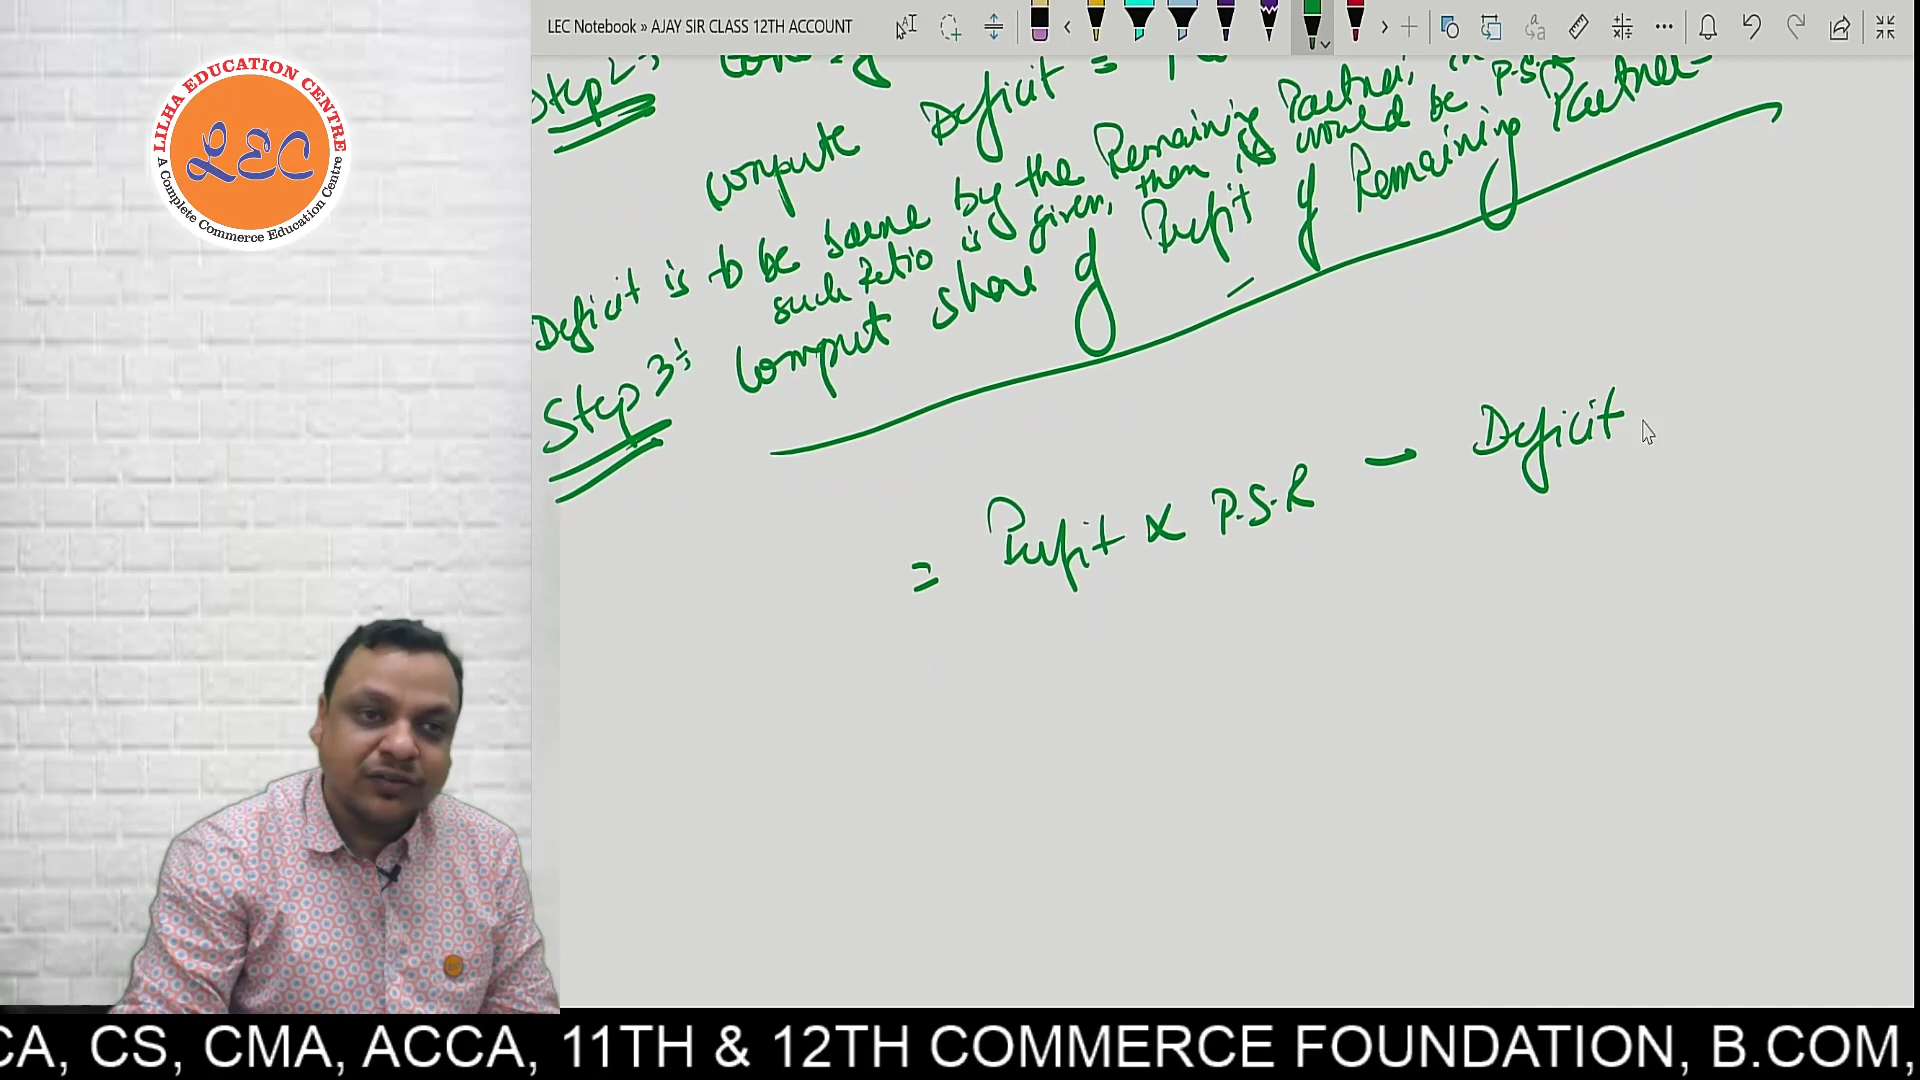 LEC Notebook » AJAY SIR CLASS 12TH ACCOUNT
LILHA EDUCATION CENTRE
LEC
A Complete Commerce Education Centre
Step 2:
compute Deficit =
Deficit is to be borne by the Remaining Partner,
such ratio is given, then it would be P.S.R
Step 3: Comput share of Profit of Remaining Partner
= Profit x P.S.R - Deficit
CA, CS, CMA, ACCA, 11TH & 12TH COMMERCE FOUNDATION, B.COM,